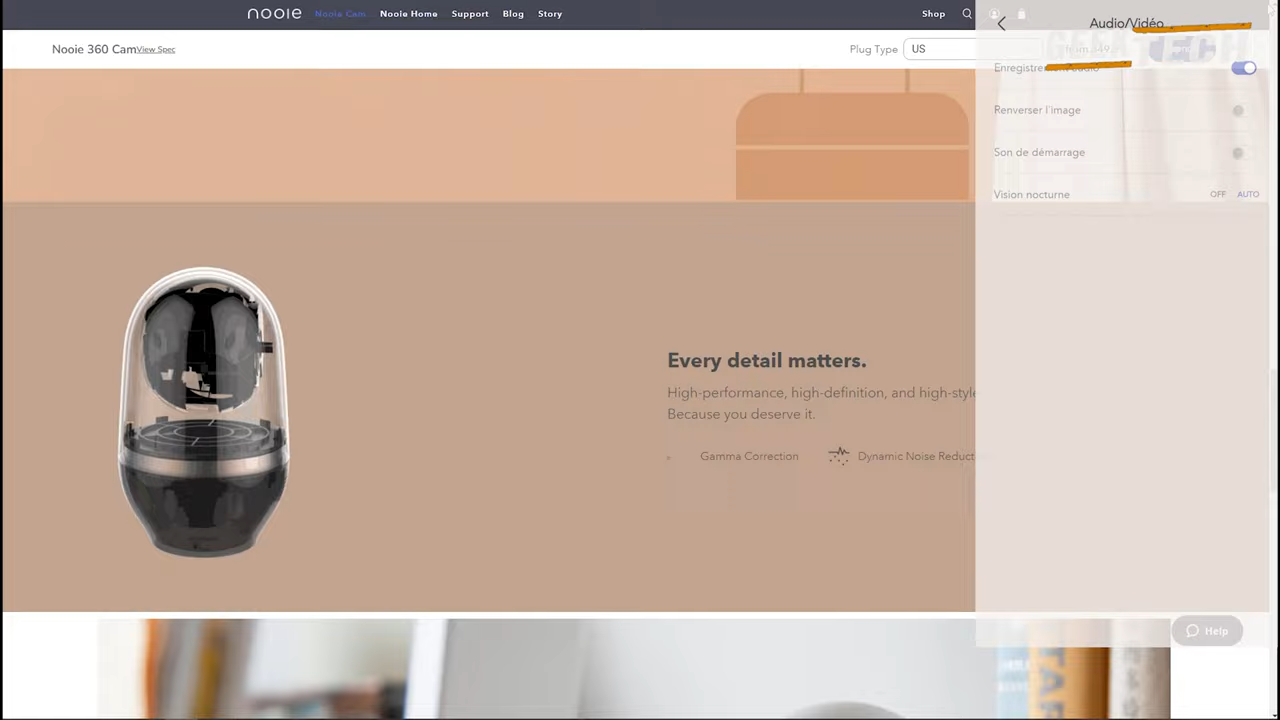 nooie
Nooie Cam
Nooie Home
Support
Blog
Story
Shop
Audio/Vidéo
Nooie 360 Cam View Spec
Plug Type
US
Enregistrement audio
Renverser l'image
Son de démarrage
Vision nocturne
OFF
AUTO
Every detail matters.
High-performance, high-definition, and high-style
Because you deserve it.
Gamma Correction
Dynamic Noise Reduct
Help